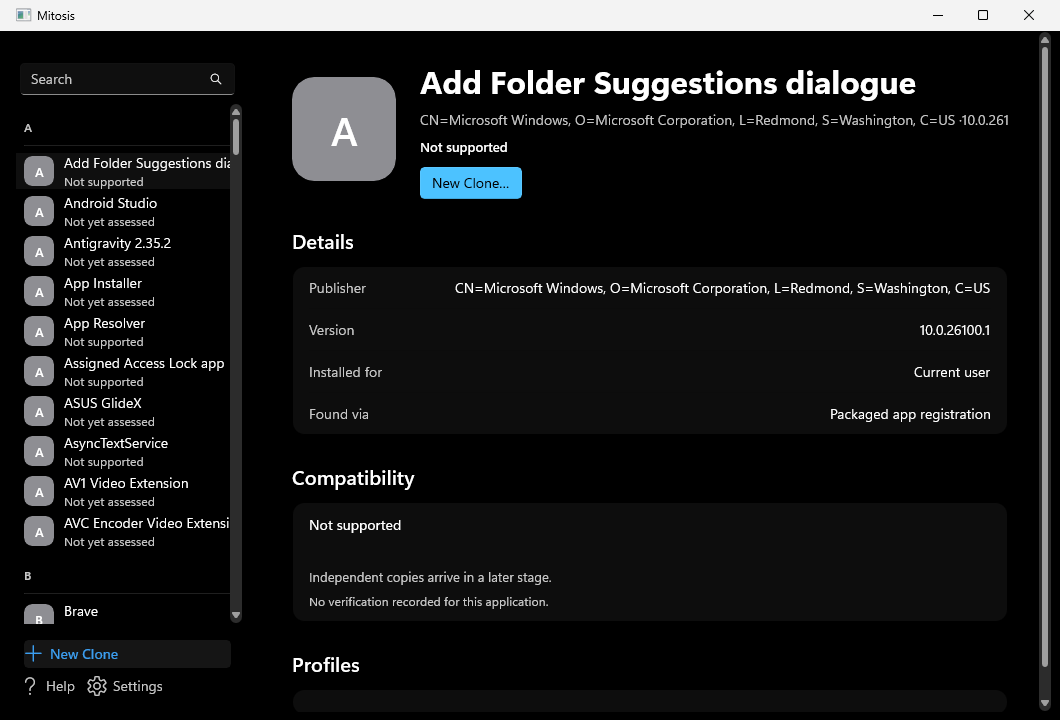 Mitosis
Search
A
A
Add Folder Suggestions dia
Not supported
A
Android Studio
Not yet assessed
A
Antigravity 2.35.2
Not yet assessed
A
App Installer
Not yet assessed
A
App Resolver
Not supported
A
Assigned Access Lock app
Not supported
A
ASUS GlideX
Not yet assessed
A
AsyncTextService
Not supported
A
AV1 Video Extension
Not yet assessed
A
AVC Encoder Video Extensi
Not yet assessed
B
B
Brave
New Clone
Help
Settings
A
Add Folder Suggestions dialogue
CN=Microsoft Windows, O=Microsoft Corporation, L=Redmond, S=Washington, C=US ·10.0.261
Not supported
New Clone...
Details
Publisher CN=Microsoft Windows, O=Microsoft Corporation, L=Redmond, S=Washington, C=US
Version 10.0.26100.1
Installed for Current user
Found via Packaged app registration
Compatibility
Not supported
Independent copies arrive in a later stage.
No verification recorded for this application.
Profiles